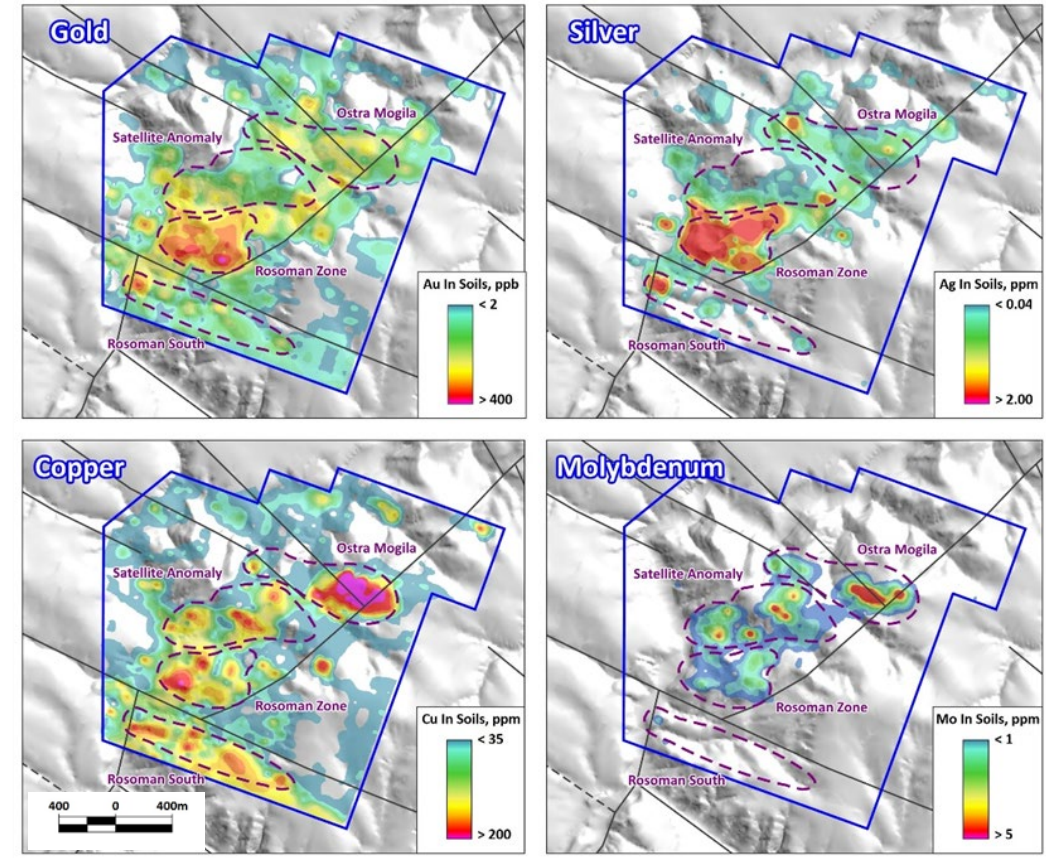 Gold
Ostra Mogila
Satellite Anomaly
Rosoman Zone
Au In Soils, ppb
< 2
> 400
Rosoman South
Silver
Ostra Mogila
Satellite Anomaly
Rosoman Zone
Ag In Soils, ppm
< 0.04
> 2.00
Rosoman South
Copper
Ostra Mogila
Satellite Anomaly
Rosoman Zone
Cu In Soils, ppm
< 35
> 200
Rosoman South
400 0 400m
Molybdenum
Ostra Mogila
Satellite Anomaly
Rosoman Zone
Mo In Soils, ppm
< 1
> 5
Rosoman South